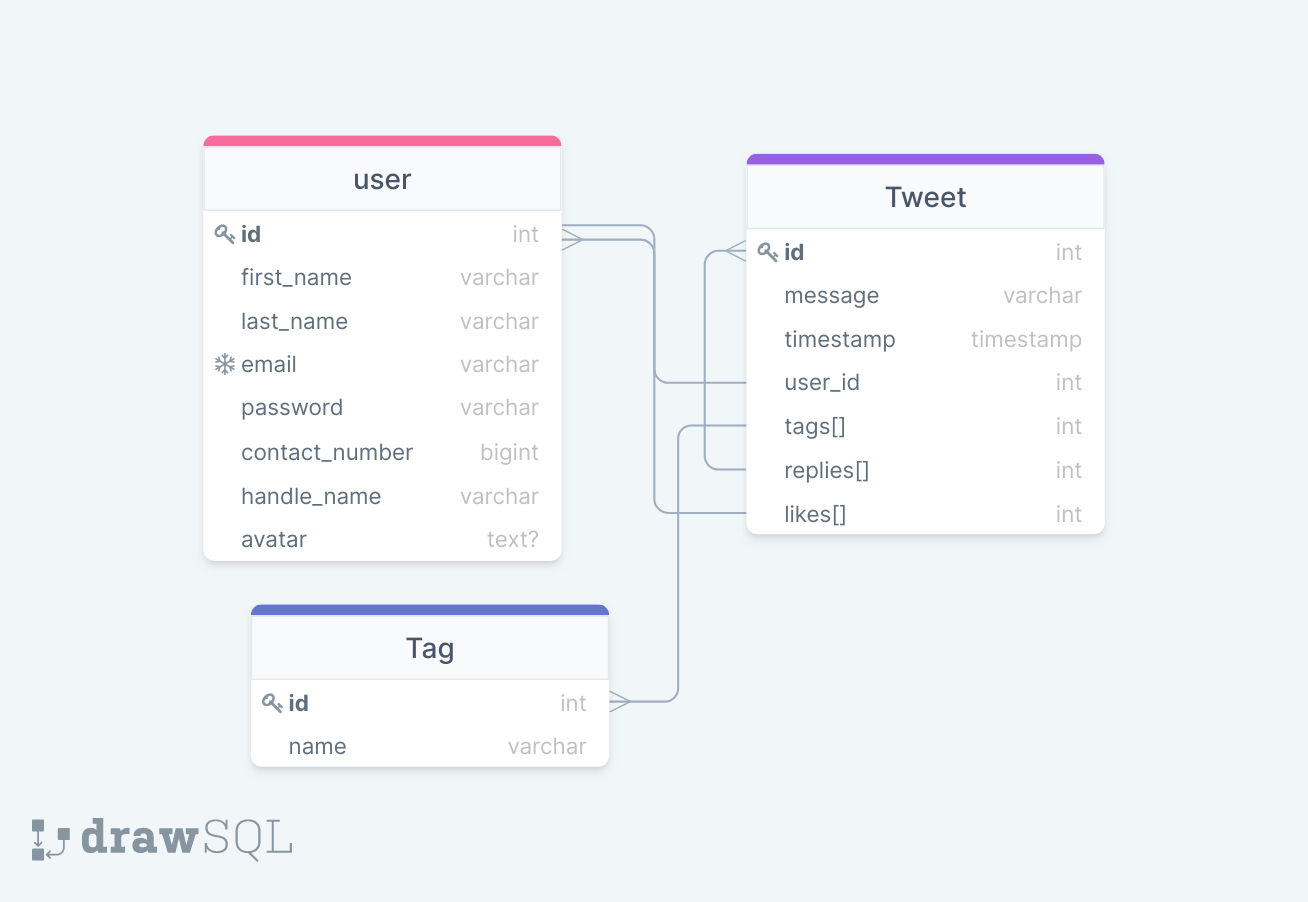 user
id int
first_name varchar
last_name varchar
email varchar
password varchar
contact_number bigint
handle_name varchar
avatar text?
Tweet
id int
message varchar
timestamp timestamp
user_id int
tags[] int
replies[] int
likes[] int
Tag
id int
name varchar
drawSQL